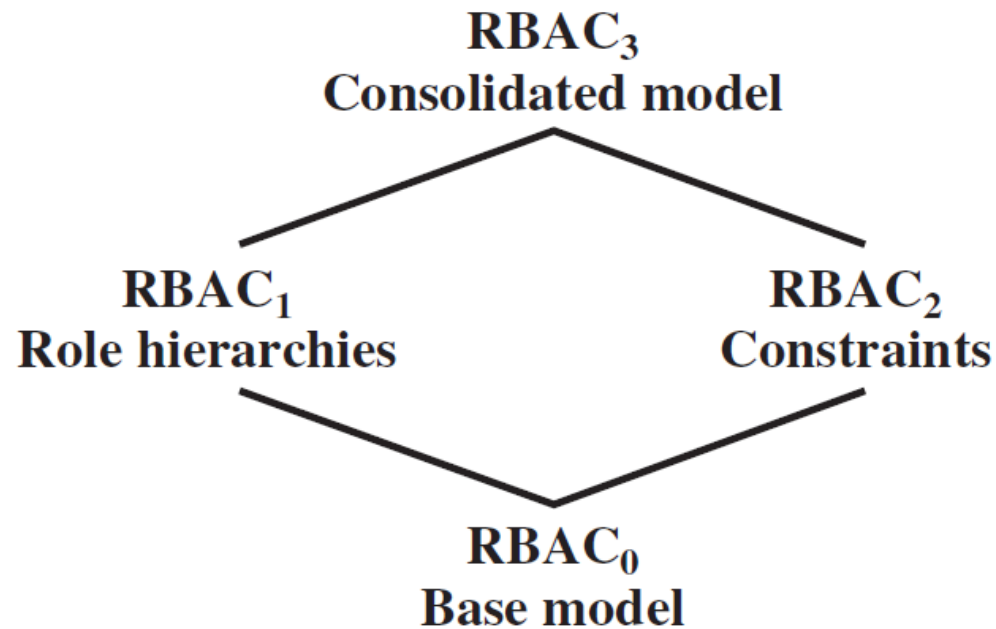 RBAC₃
Consolidated model
RBAC₁
Role hierarchies
RBAC₂
Constraints
RBAC₀
Base model